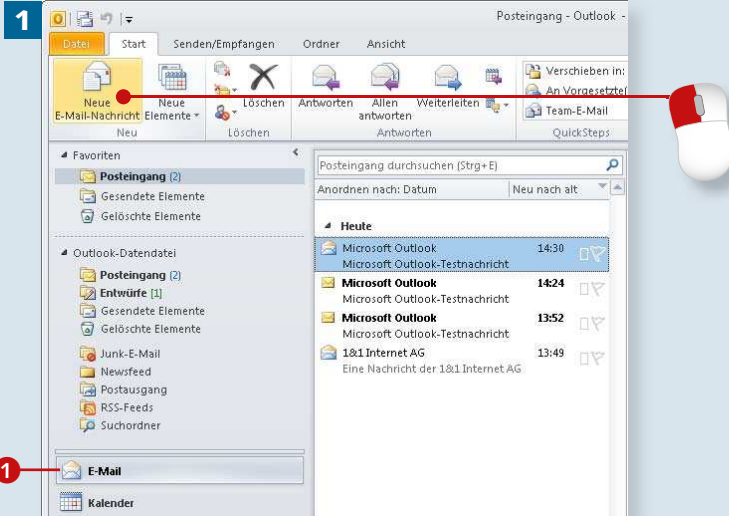 1
Posteingang - Outlook -
Datei Start Senden/Empfangen Ordner Ansicht
Neue E-Mail-Nachricht
Neue Elemente
Neu
Löschen
Löschen
Antworten
Allen antworten
Weiterleiten
Antworten
Verschieben in:
An Vorgesetzte(
Team-E-Mail
QuickSteps
Favoriten
Posteingang (2)
Gesendete Elemente
Gelöschte Elemente
Outlook-Datendatei
Posteingang (2)
Entwürfe [1]
Gesendete Elemente
Gelöschte Elemente
Junk-E-Mail
Newsfeed
Postausgang
RSS-Feeds
Suchordner
1
E-Mail
Kalender
Posteingang durchsuchen (Strg+E)
Anordnen nach: Datum Neu nach alt
Heute
Microsoft Outlook 14:30
Microsoft Outlook-Testnachricht
Microsoft Outlook 14:24
Microsoft Outlook-Testnachricht
Microsoft Outlook 13:52
Microsoft Outlook-Testnachricht
1&1 Internet AG 13:49
Eine Nachricht der 1&1 Internet AG